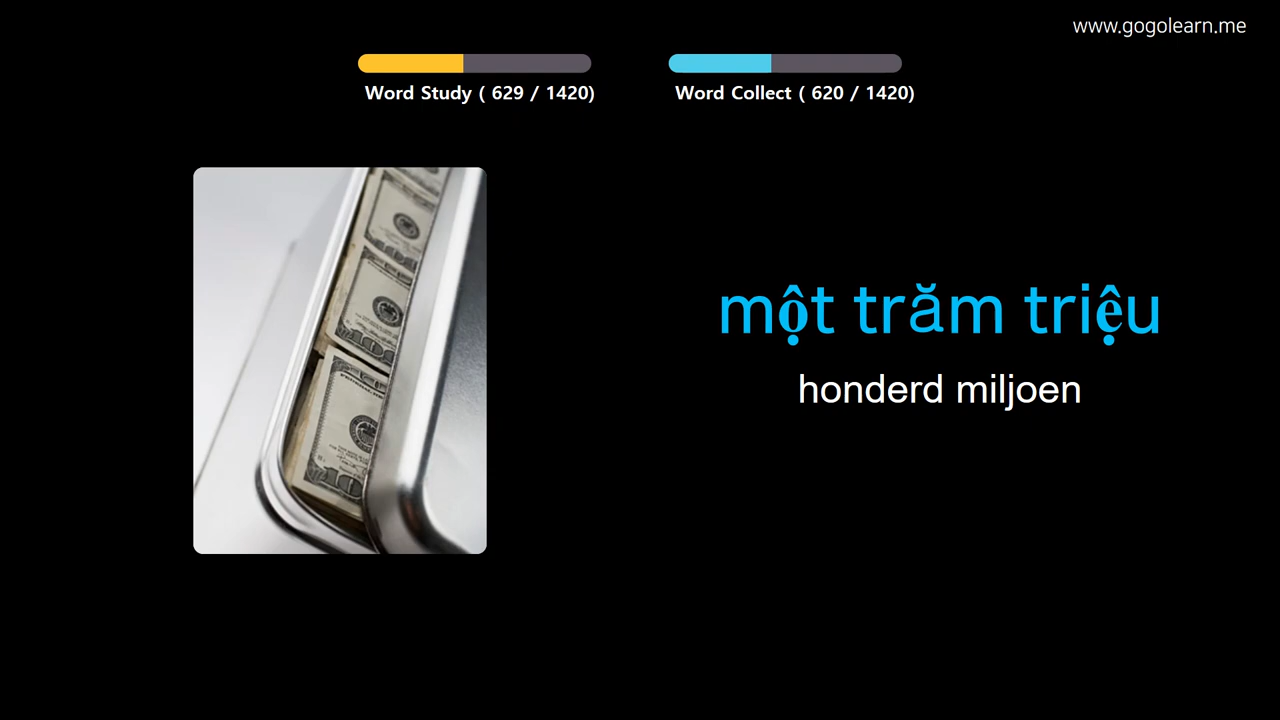 www.gogolearn.me
Word Study ( 629 / 1420)
Word Collect ( 620 / 1420)
một trăm triệu
honderd miljoen